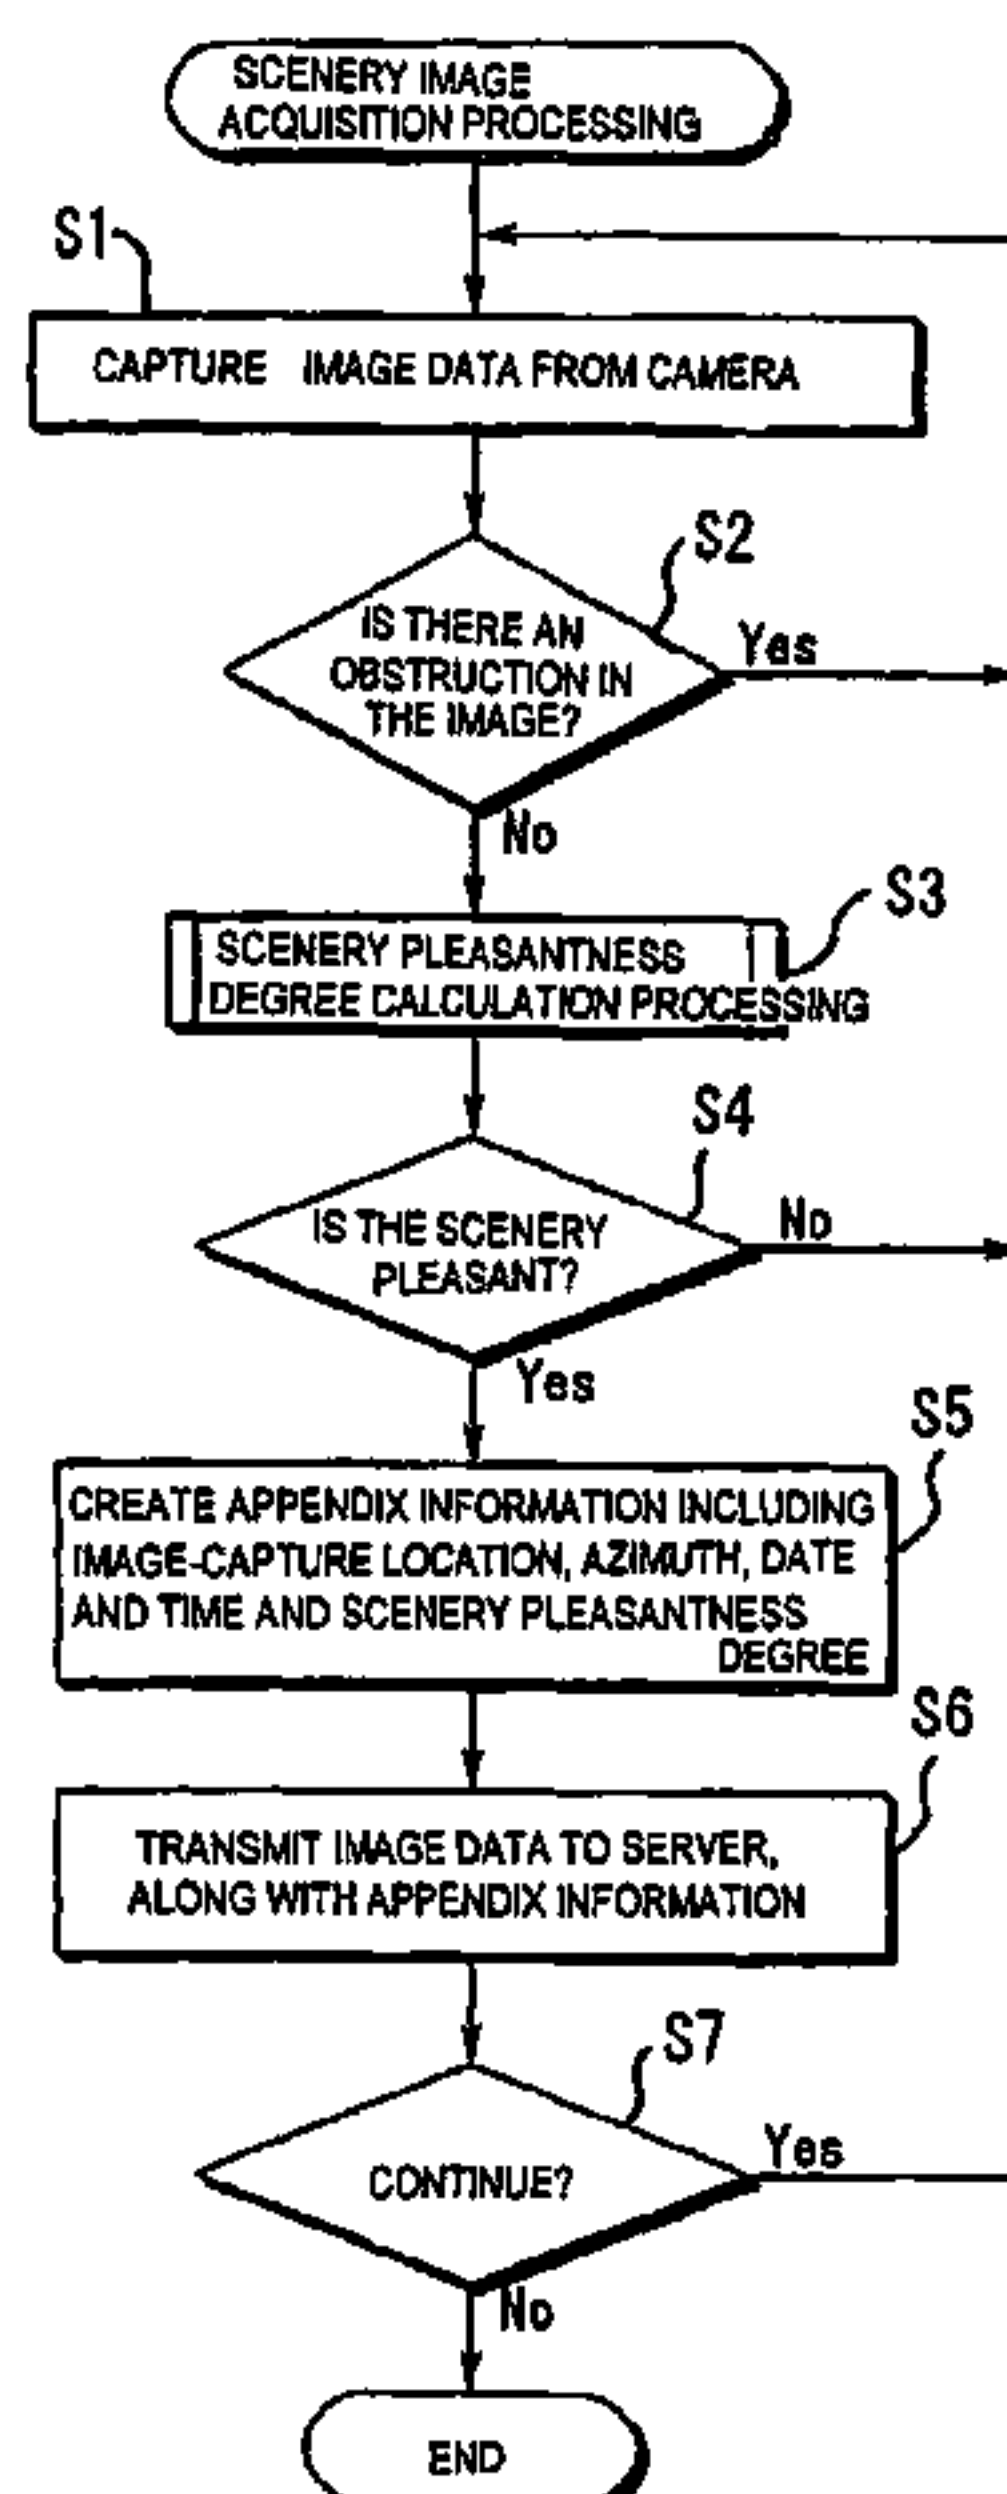 SCENERY IMAGE
ACQUISITION PROCESSING
S1
CAPTURE IMAGE DATA FROM CAMERA
S2
IS THERE AN
OBSTRUCTION IN
THE IMAGE?
Yes
No
S3
SCENERY PLEASANTNESS
DEGREE CALCULATION PROCESSING
S4
IS THE SCENERY
PLEASANT?
No
Yes
S5
CREATE APPENDIX INFORMATION INCLUDING
IMAGE-CAPTURE LOCATION, AZIMUTH, DATE
AND TIME AND SCENERY PLEASANTNESS
DEGREE
S6
TRANSMIT IMAGE DATA TO SERVER,
ALONG WITH APPENDIX INFORMATION
S7
CONTINUE?
Yes
No
END